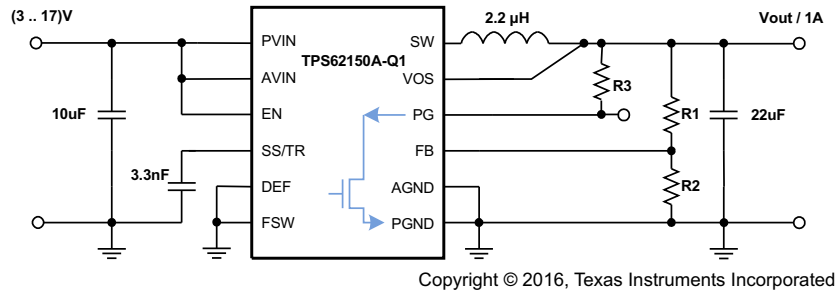 (3 .. 17)V
2.2 µH
Vout / 1A
PVIN
SW
TPS62150A-Q1
AVIN
VOS
R3
10uF
EN
PG
R1
22uF
SS/TR
FB
3.3nF
DEF
AGND
R2
FSW
PGND
Copyright © 2016, Texas Instruments Incorporated